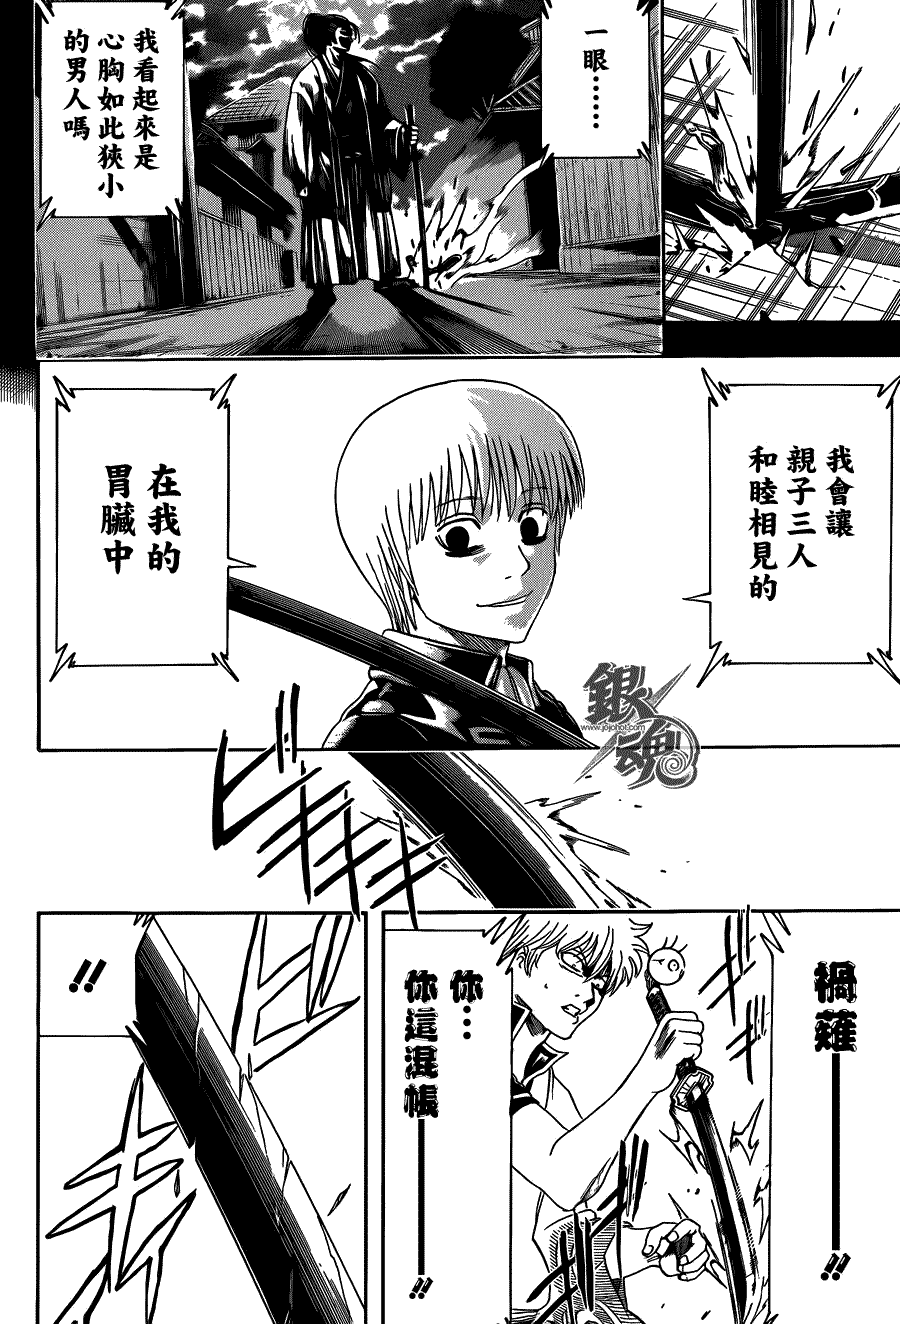 一眼……
我看起來是
心胸如此狹小
的男人嗎
我會讓
親子三人
和睦相見的
在我的
胃臟中
銀魂
www.jojohot.com
ビキキキ
禍薙
━━!!
你…
你這混帳
━━!!
!!